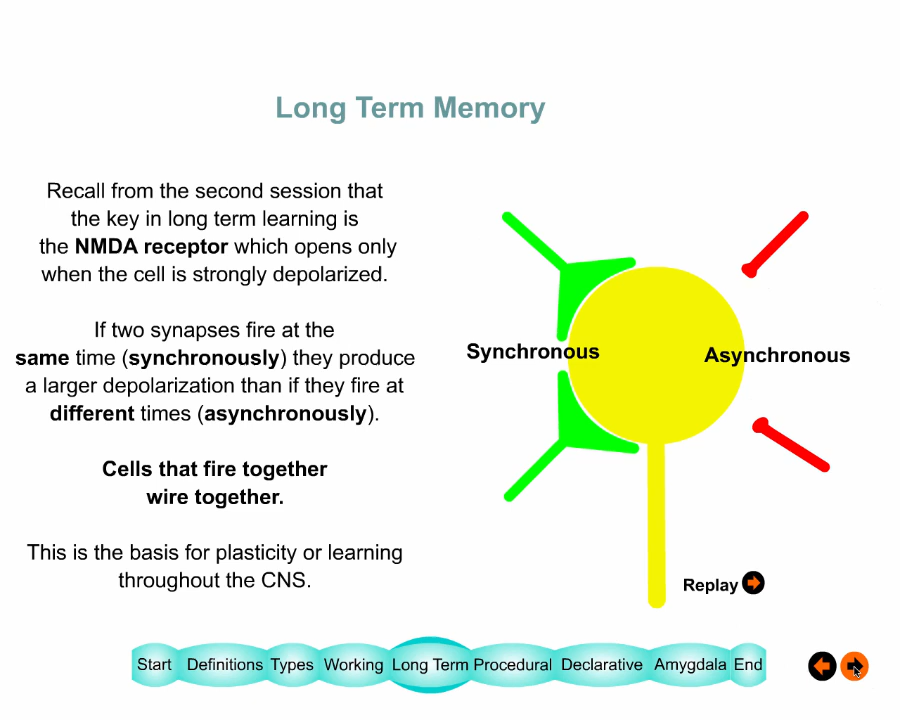 Long Term Memory
Recall from the second session that
the key in long term learning is
the NMDA receptor which opens only
when the cell is strongly depolarized.
If two synapses fire at the
same time (synchronously) they produce
a larger depolarization than if they fire at
different times (asynchronously).
Cells that fire together
wire together.
This is the basis for plasticity or learning
throughout the CNS.
Synchronous
Asynchronous
Replay
Start Definitions Types Working Long Term Procedural Declarative Amygdala End